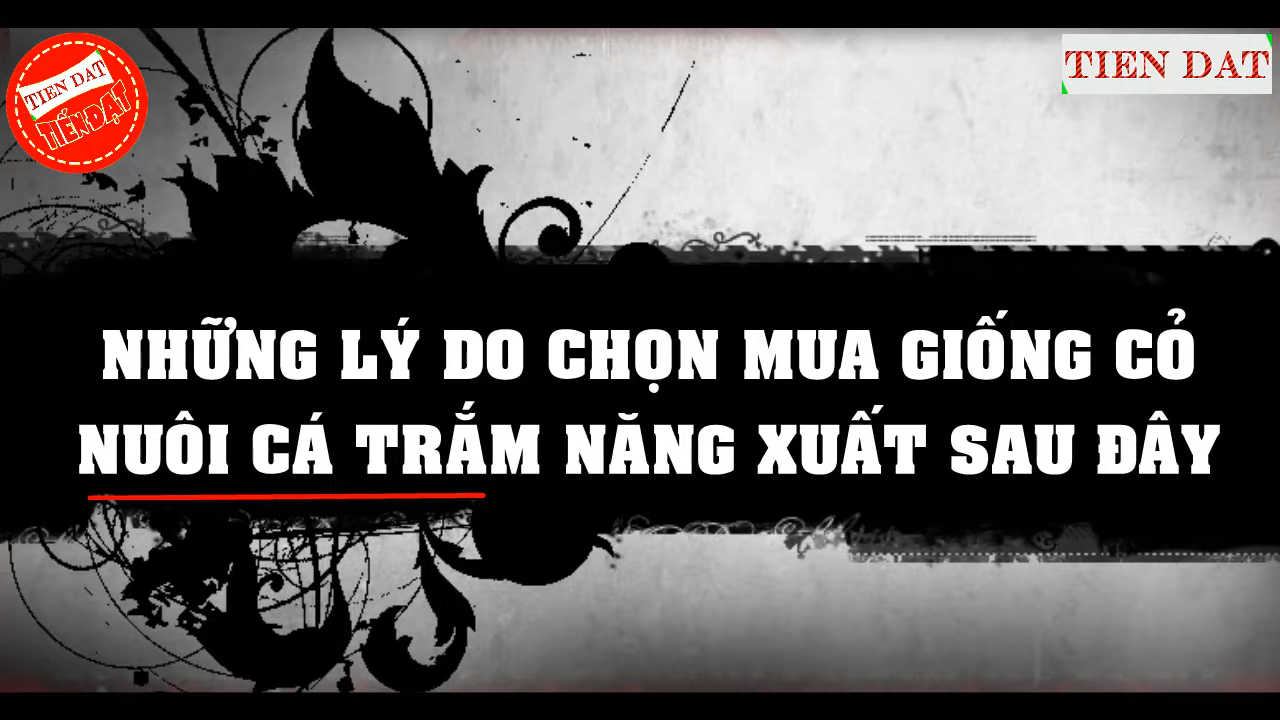 TIEN DAT
TIẾN ĐẠT
TIEN DAT
NHỮNG LÝ DO CHỌN MUA GIỐNG CỎ
NUÔI CÁ TRẮM NĂNG XUẤT SAU ĐÂY